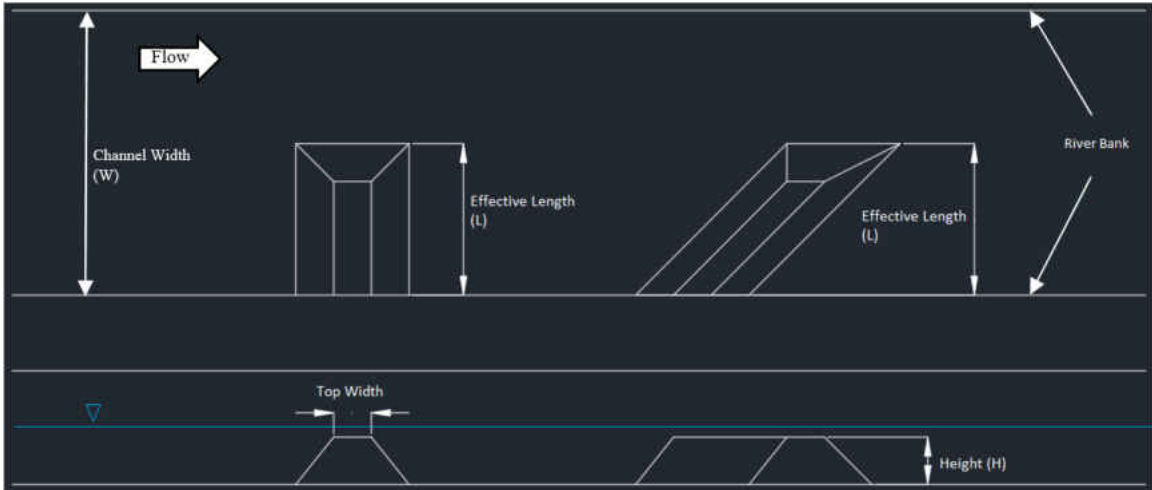 Flow
Channel Width
(W)
River Bank
Effective Length
(L)
Effective Length
(L)
Top Width
Height (H)